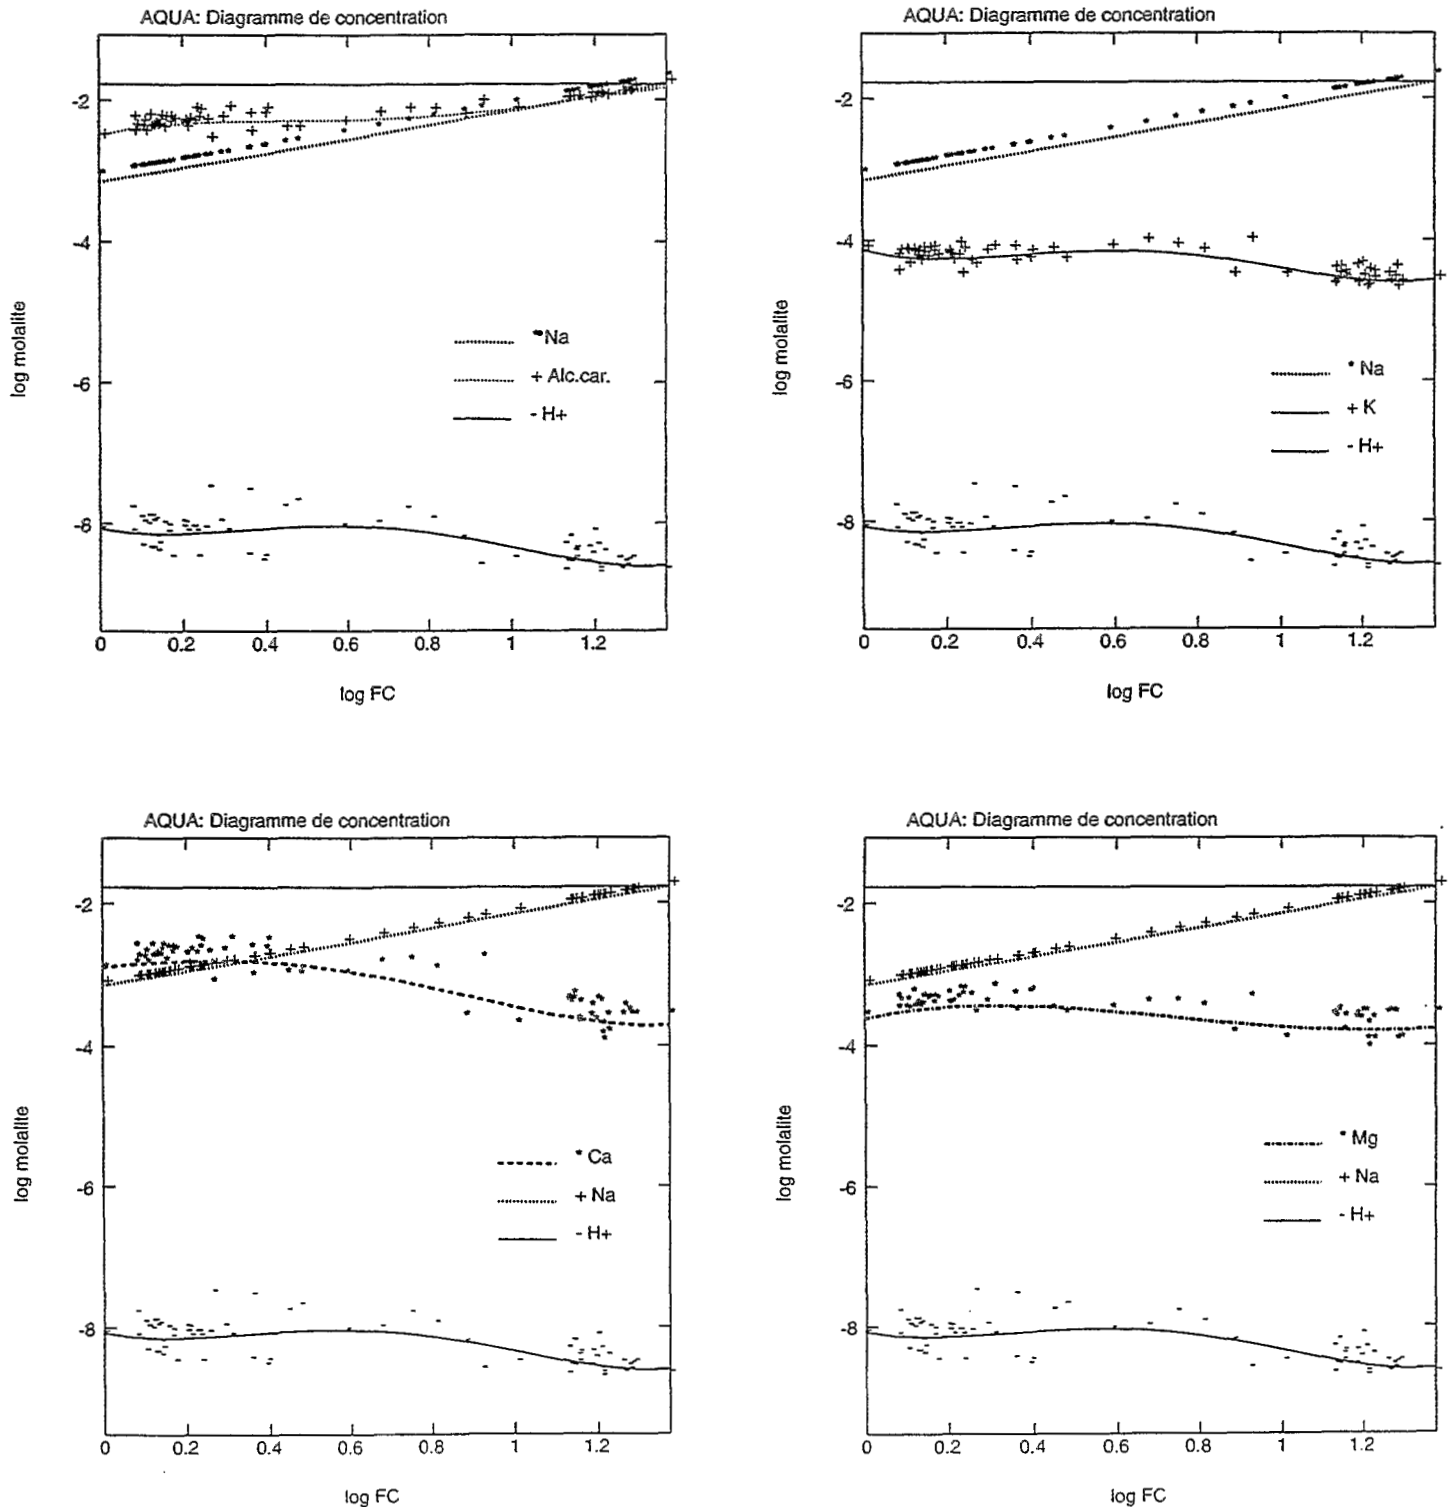 AQUA: Diagramme de concentration
-2
-4
-6
-8
log molalite
*Na
+ Alc.car.
- H+
0 0.2 0.4 0.6 0.8 1 1.2
log FC
AQUA: Diagramme de concentration
-2
-4
-6
-8
log molalite
* Na
+ K
- H+
0 0.2 0.4 0.6 0.8 1 1.2
log FC
AQUA: Diagramme de concentration
-2
-4
-6
-8
log molalite
* Ca
+ Na
- H+
0 0.2 0.4 0.6 0.8 1 1.2
log FC
AQUA: Diagramme de concentration
-2
-4
-6
-8
log molalite
* Mg
+ Na
- H+
0 0.2 0.4 0.6 0.8 1 1.2
log FC